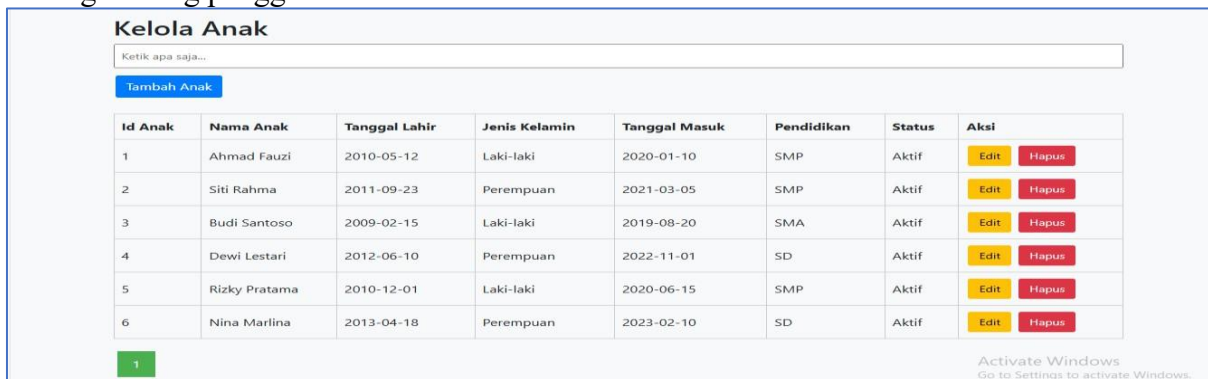 Kelola Anak
Ketik apa saja...
Tambah Anak
Id Anak Nama Anak Tanggal Lahir Jenis Kelamin Tanggal Masuk Pendidikan Status Aksi
1 Ahmad Fauzi 2010-05-12 Laki-laki 2020-01-10 SMP Aktif Edit Hapus
2 Siti Rahma 2011-09-23 Perempuan 2021-03-05 SMP Aktif Edit Hapus
3 Budi Santoso 2009-02-15 Laki-laki 2019-08-20 SMA Aktif Edit Hapus
4 Dewi Lestari 2012-06-10 Perempuan 2022-11-01 SD Aktif Edit Hapus
5 Rizky Pratama 2010-12-01 Laki-laki 2020-06-15 SMP Aktif Edit Hapus
6 Nina Marlina 2013-04-18 Perempuan 2023-02-10 SD Aktif Edit Hapus
1
Activate Windows
Go to Settings to activate Windows.